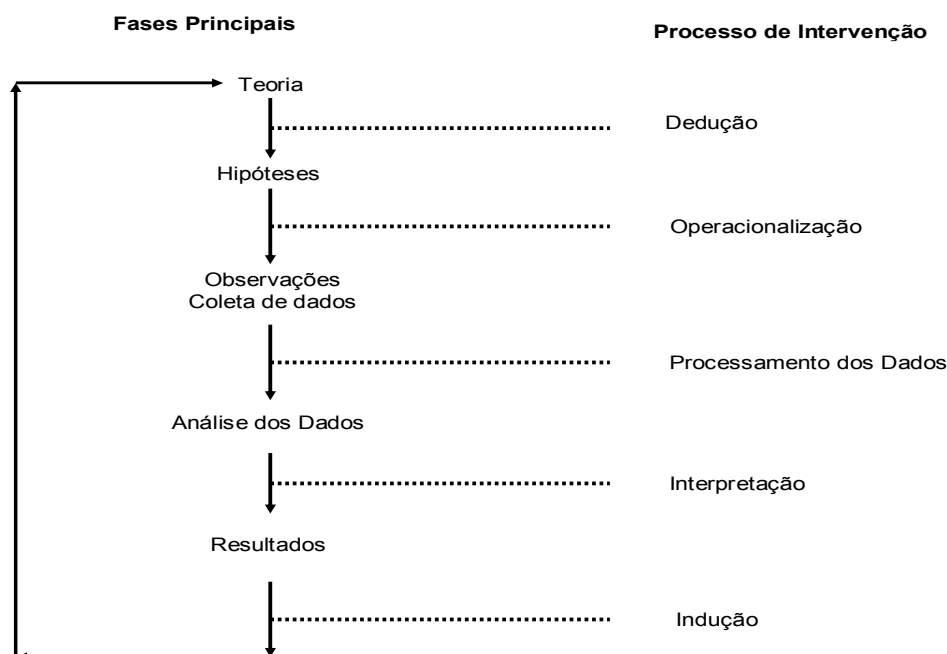 Fases Principais
Processo de Intervenção
Teoria
Dedução
Hipóteses
Operacionalização
Observações
Coleta de dados
Processamento dos Dados
Análise dos Dados
Interpretação
Resultados
Indução